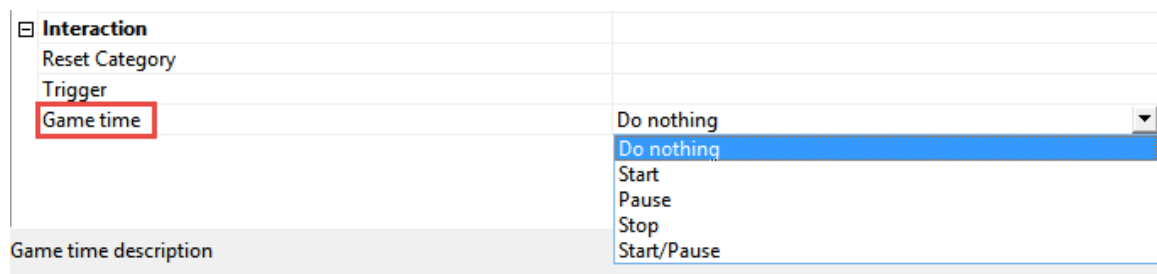 Interaction
Reset Category
Trigger
Game time Do nothing
Do nothing
Start
Pause
Stop
Start/Pause
Game time description